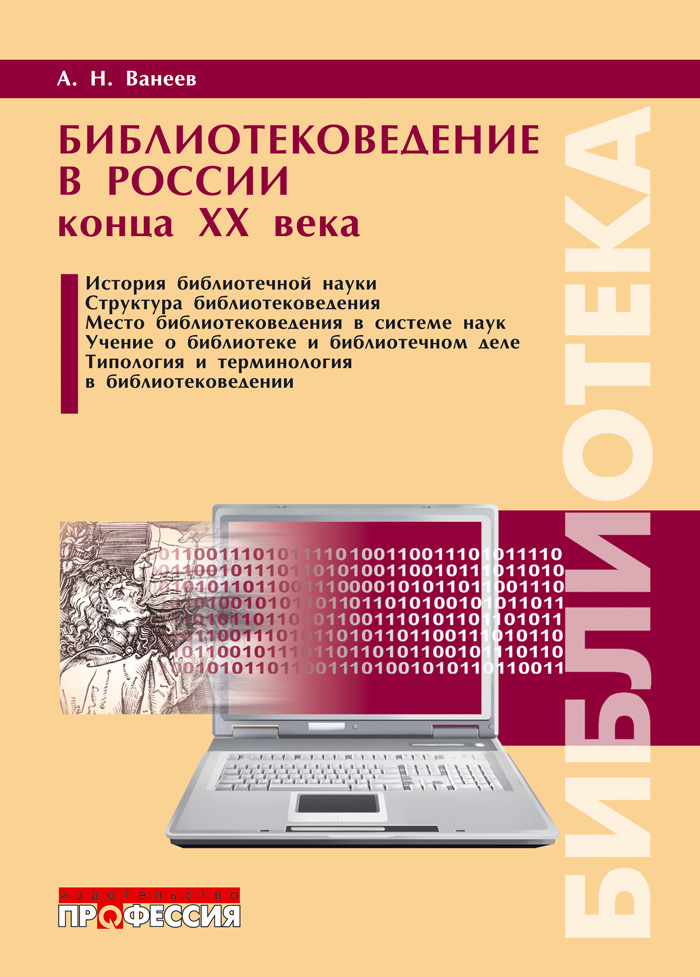 А. Н. Ванеев
БИБЛИОТЕКОВЕДЕНИЕ
В РОССИИ
конца XX века
История библиотечной науки
Структура библиотековедения
Место библиотековедения в системе наук
Учение о библиотеке и библиотечном деле
Типология и терминология
в библиотековедении
БИБЛИОТЕКА
издательство
ПРОФЕССИЯ